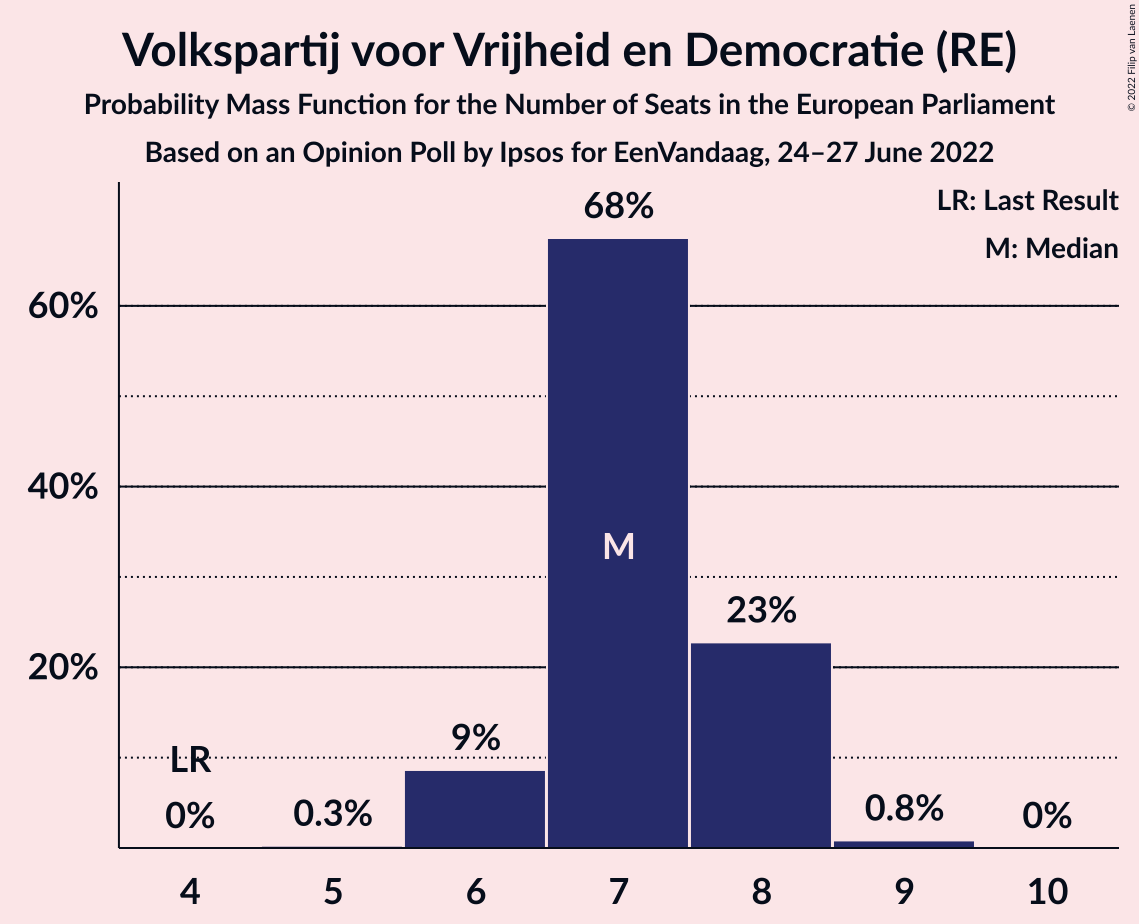 Volkspartij voor Vrijheid en Democratie (RE)
Probability Mass Function for the Number of Seats in the European Parliament
Based on an Opinion Poll by Ipsos for EenVandaag, 24–27 June 2022
© 2022 Filip van Laenen
LR: Last Result
M: Median
68%
60%
40%
M
23%
20%
9%
LR
0%
0.3%
0.8%
0%
4 5 6 7 8 9 10